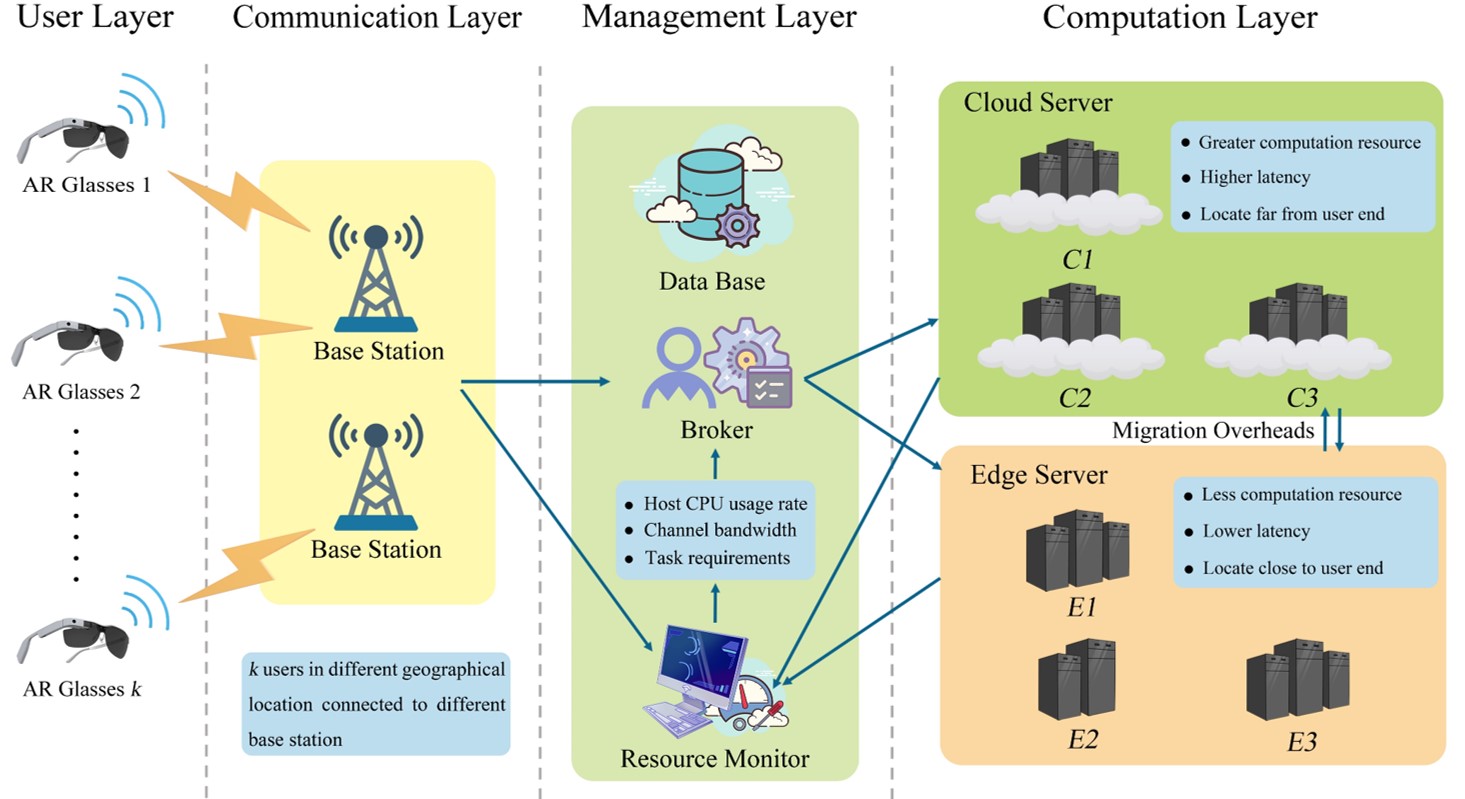 User Layer
Communication Layer
Management Layer
Computation Layer
AR Glasses 1
AR Glasses 2
AR Glasses k
Base Station
Base Station
k users in different geographical
location connected to different
base station
Data Base
Broker
• Host CPU usage rate
• Channel bandwidth
• Task requirements
Resource Monitor
Cloud Server
• Greater computation resource
• Higher latency
• Locate far from user end
C1
C2
C3
Migration Overheads
Edge Server
• Less computation resource
• Lower latency
• Locate close to user end
E1
E2
E3